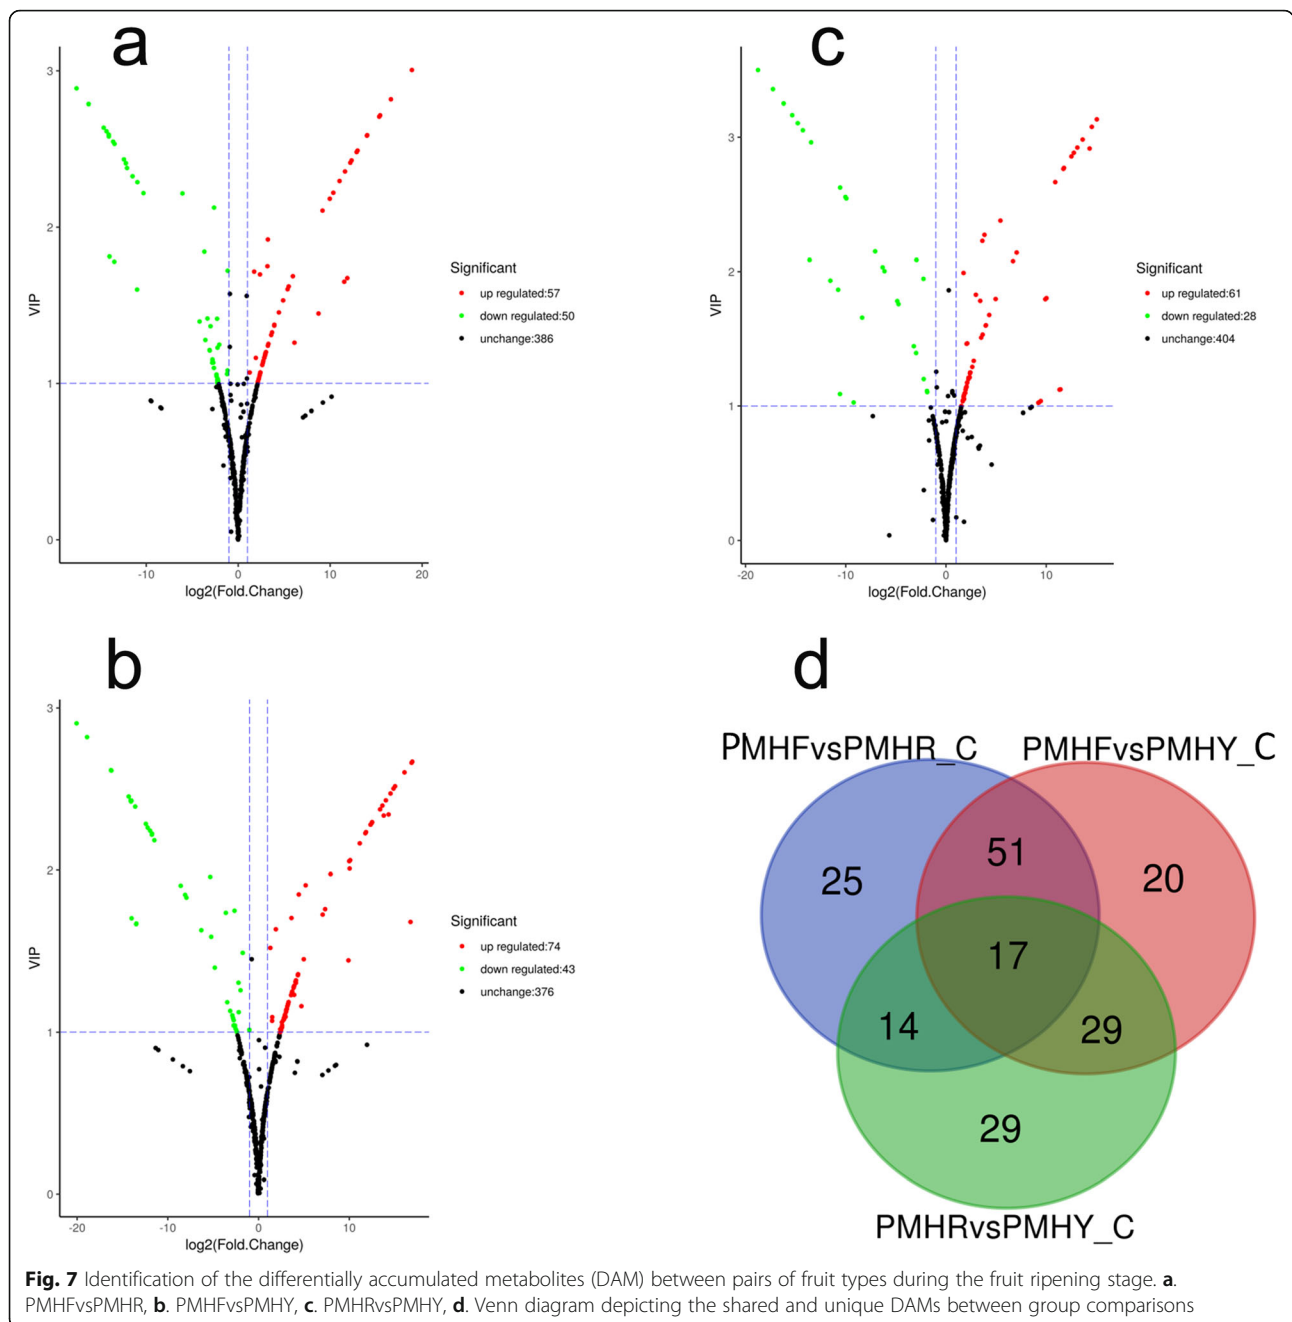 a
3
2
1
0
VIP
-10
0
10
20
log2(Fold.Change)
Significant
up regulated:57
down regulated:50
unchange:386
c
3
2
1
0
VIP
-20
-10
0
10
log2(Fold.Change)
Significant
up regulated:61
down regulated:28
unchange:404
b
3
2
1
0
VIP
-20
-10
0
10
log2(Fold.Change)
Significant
up regulated:74
down regulated:43
unchange:376
d
PMHFvsPMHR_C
PMHFvsPMHY_C
25
51
20
17
14
29
29
PMHRvsPMHY_C
Fig. 7 Identification of the differentially accumulated metabolites (DAM) between pairs of fruit types during the fruit ripening stage. a.
PMHFvsPMHR, b. PMHFvsPMHY, c. PMHRvsPMHY, d. Venn diagram depicting the shared and unique DAMs between group comparisons